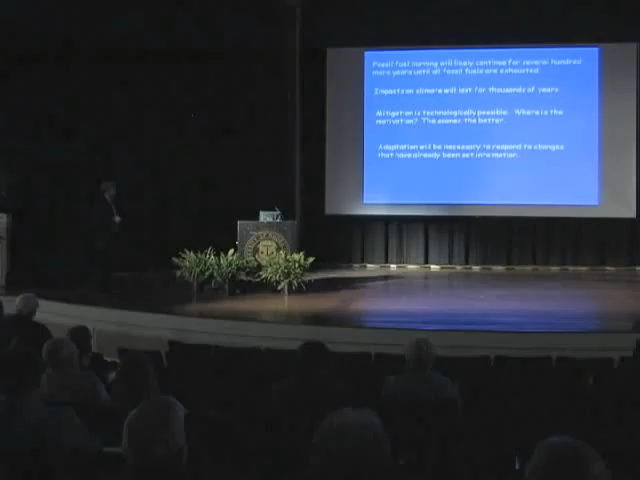 Fossil fuel burning will likely continue for several hundred
more years until all fossil fuels are exhausted.
Impacts on climate will last for thousands of years.
Mitigation is technologically possible. Where is the
motivation? The sooner the better.
Adaptation will be necessary to respond to changes
that have already been set into motion.